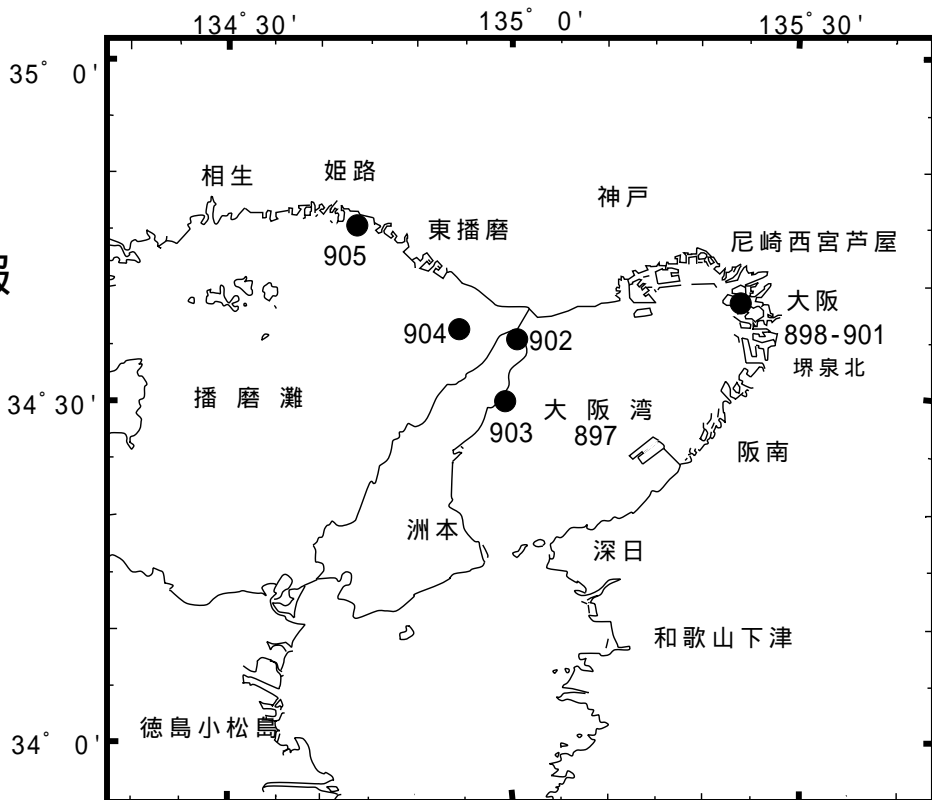 134° 30'
135° 0'
135° 30'
35° 0'
姫路
相生
神戸
東播磨
尼崎西宮芦屋
報
905
大阪
904
902
898-901
堺泉北
播磨灘
34° 30'
大阪湾
903
897
阪南
洲本
深日
和歌山下津
徳島小松島
34° 0'